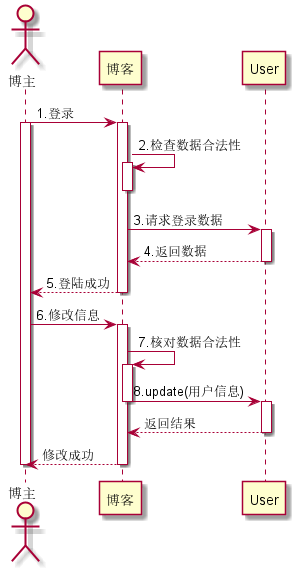 博主
博客
User
1.登录
2.检查数据合法性
3.请求登录数据
4.返回数据
5.登陆成功
6.修改信息
7.核对数据合法性
8.update(用户信息)
返回结果
修改成功
博主
博客
User